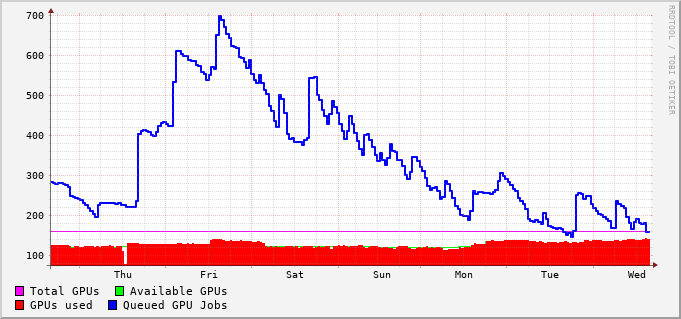 700
600
500
400
300
200
100
Thu Fri Sat Sun Mon Tue Wed
Total GPUs Available GPUs
GPUs used Queued GPU Jobs
RRDTOOL / TOBI OETIKER